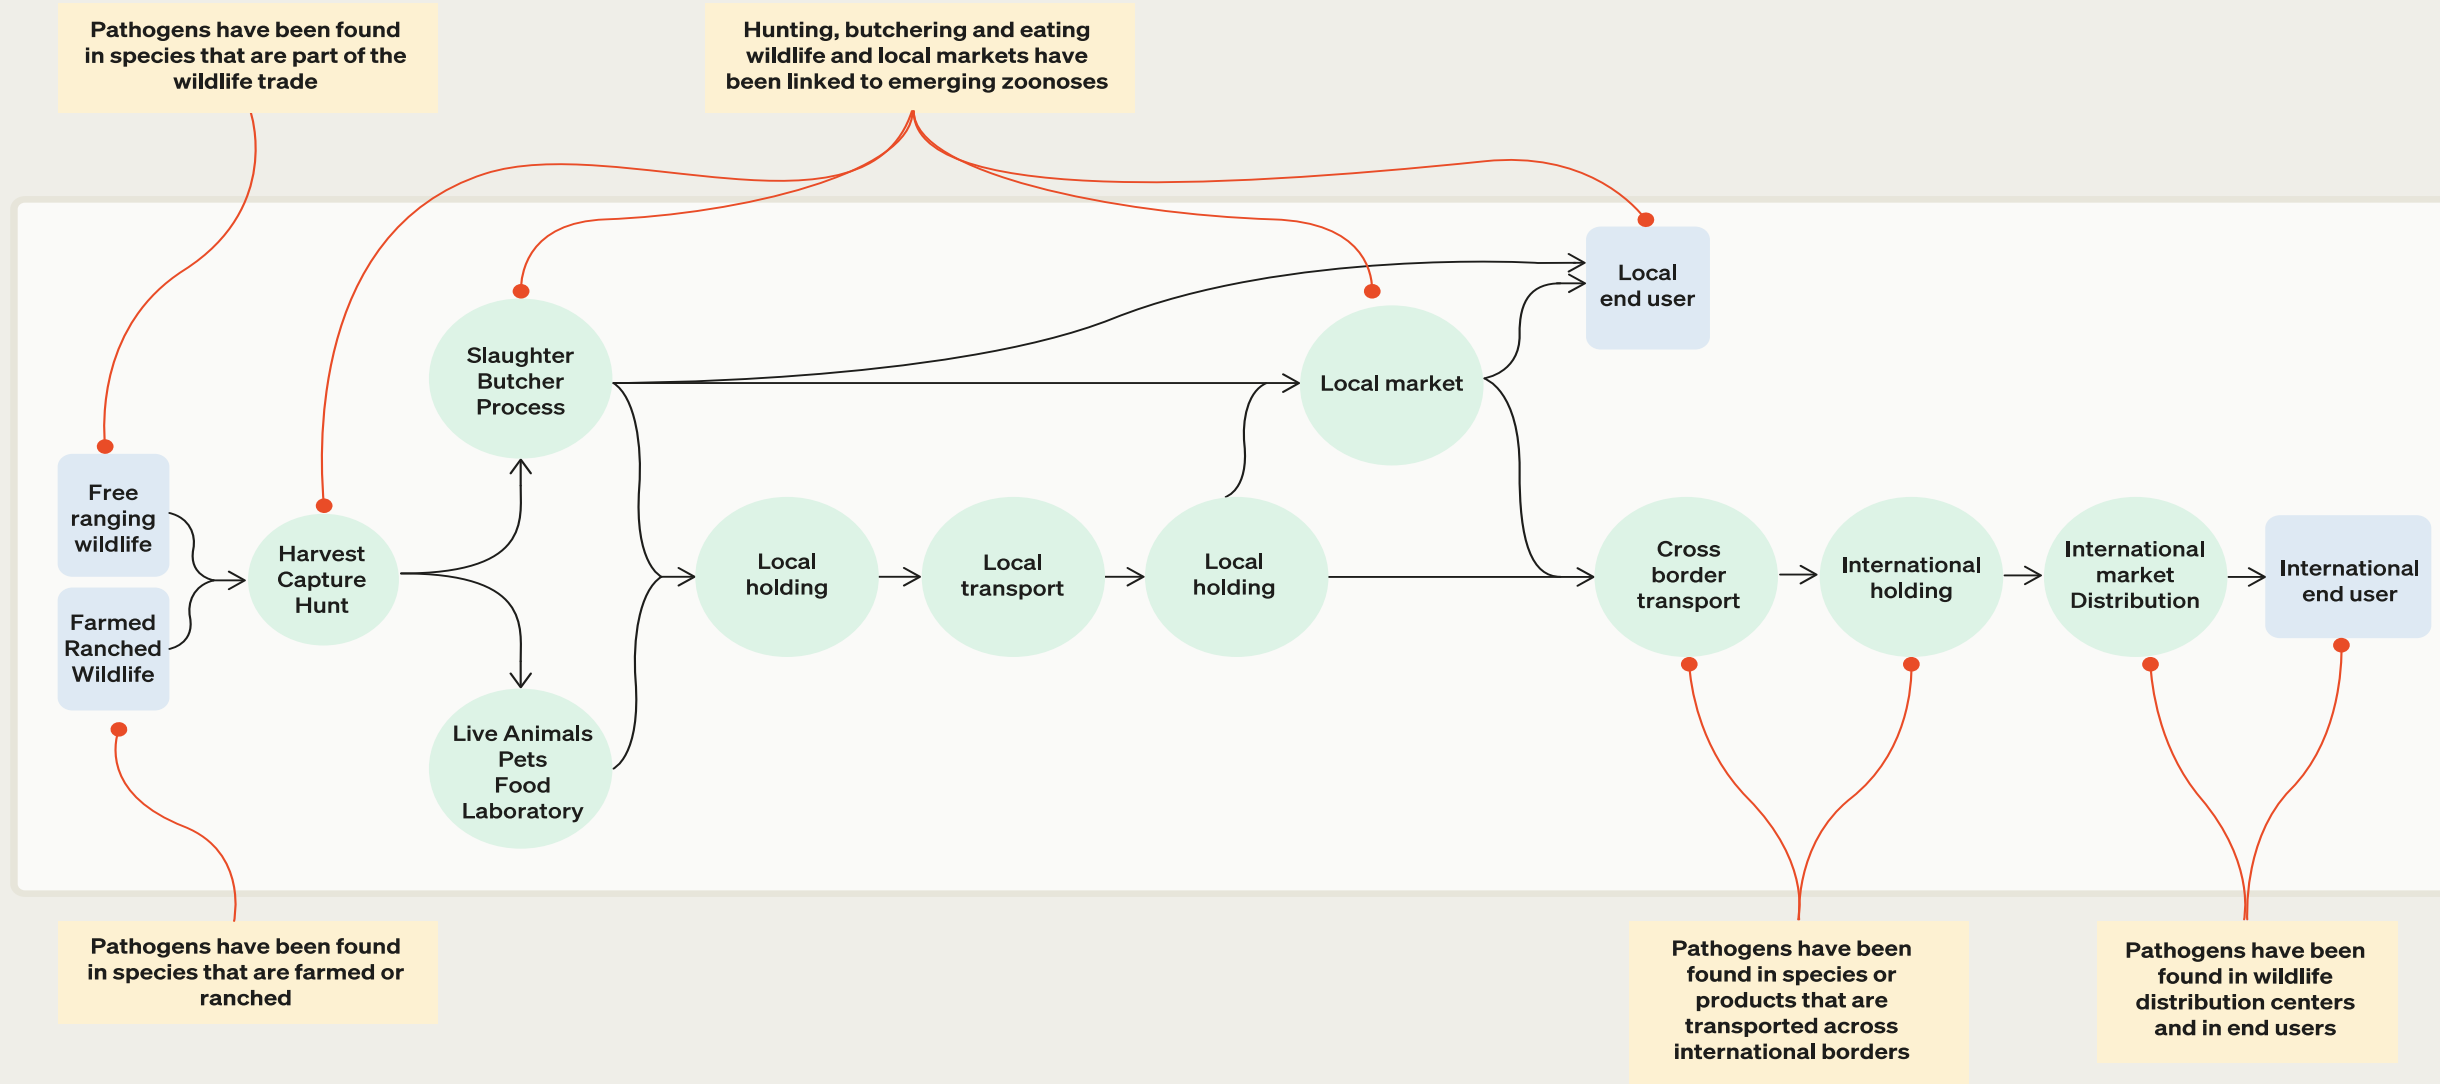 Pathogens have been found
in species that are part of the
wildlife trade
Hunting, butchering and eating
wildlife and local markets have
been linked to emerging zoonoses
Local
end user
Slaughter
Butcher
Process
Local market
Free
ranging
wildlife
Farmed
Ranched
Wildlife
Harvest
Capture
Hunt
Local
holding
Local
transport
Local
holding
Cross
border
transport
International
holding
International
market
Distribution
International
end user
Live Animals
Pets
Food
Laboratory
Pathogens have been found
in species that are farmed or
ranched
Pathogens have been
found in species or
products that are
transported across
international borders
Pathogens have been
found in wildlife
distribution centers
and in end users